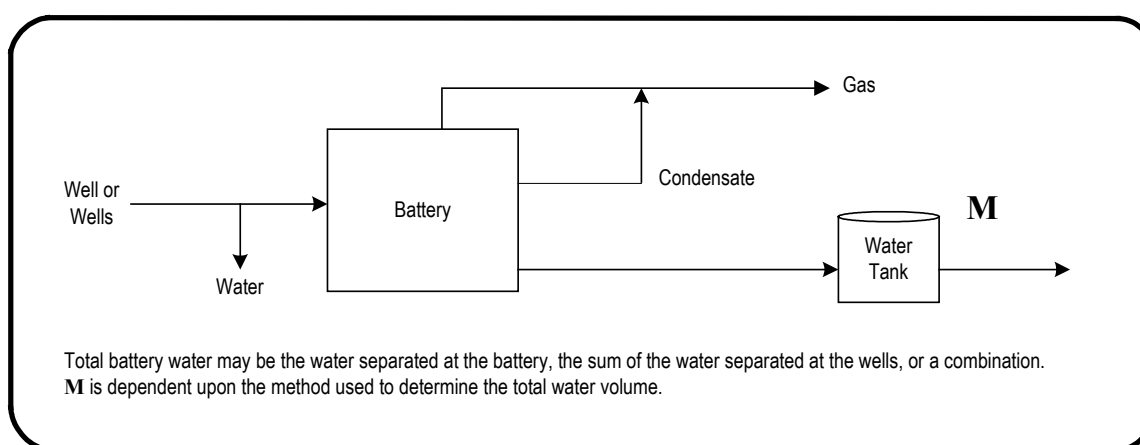 Gas
Condensate
Well or
Wells
Battery
M
Water
Tank
Water
Total battery water may be the water separated at the battery, the sum of the water separated at the wells, or a combination.
M is dependent upon the method used to determine the total water volume.